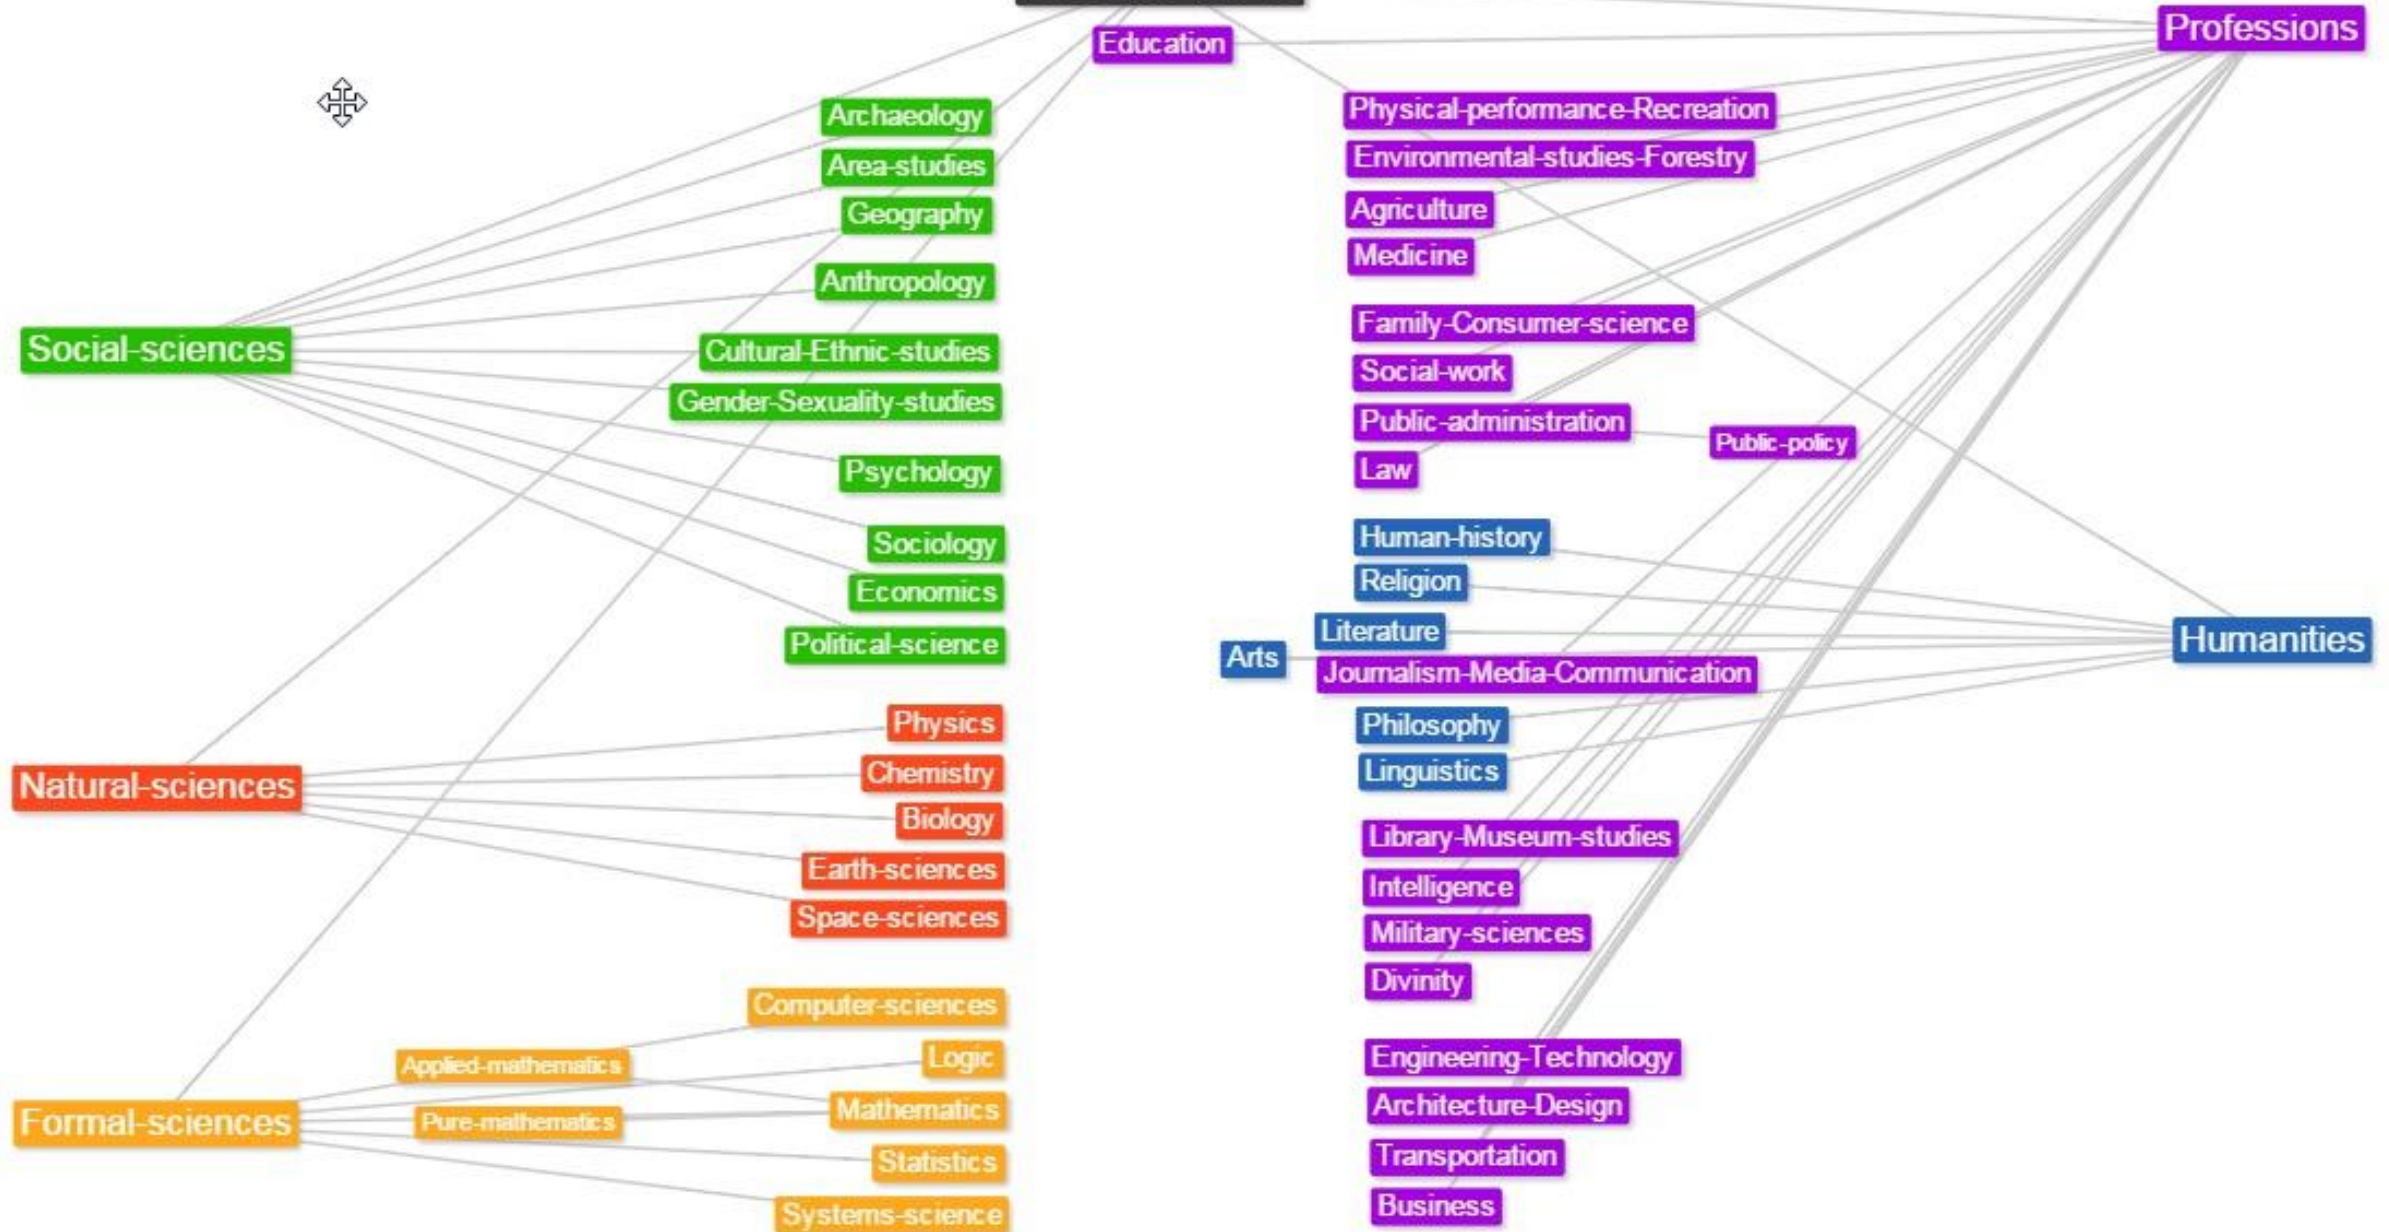 Professions
Education
Archaeology
Area-studies
Geography
Anthropology
Social-sciences
Cultural-Ethnic-studies
Gender-Sexuality-studies
Psychology
Sociology
Economics
Political-science
Physics
Natural-sciences
Chemistry
Biology
Earth-sciences
Space-sciences
Computer-sciences
Applied-mathematics
Logic
Formal-sciences
Pure-mathematics
Mathematics
Statistics
Systems-science
Physical-performance-Recreation
Environmental-studies-Forestry
Agriculture
Medicine
Family-Consumer-science
Social-work
Public-administration
Public-policy
Law
Human-history
Religion
Literature
Humanities
Arts
Journalism-Media-Communication
Philosophy
Linguistics
Library-Museum-studies
Intelligence
Military-sciences
Divinity
Engineering-Technology
Architecture-Design
Transportation
Business